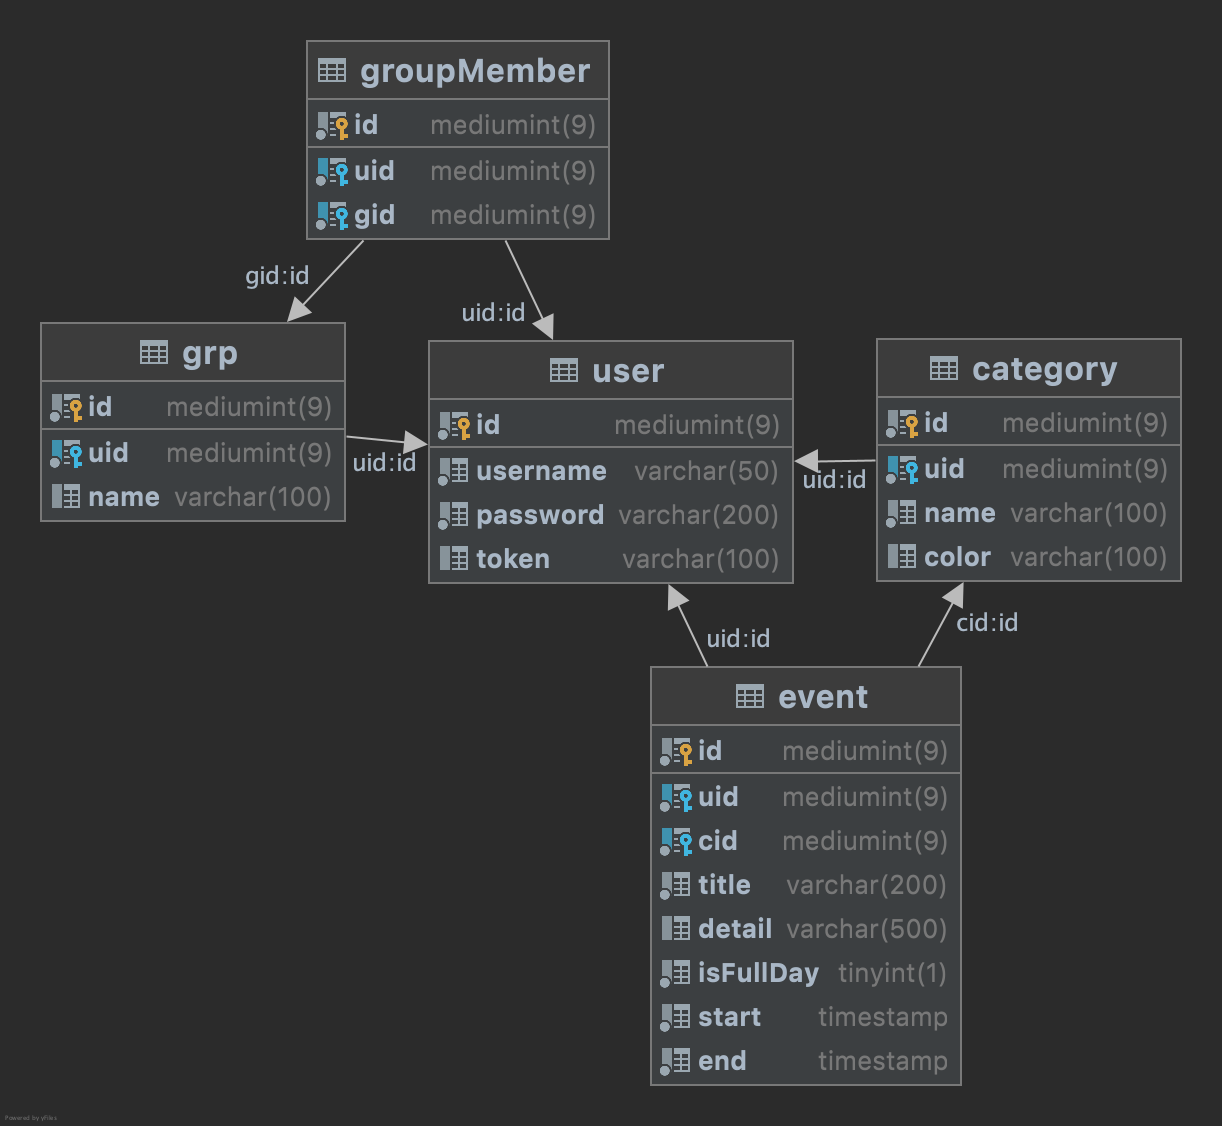 groupMember
id mediumint(9)
uid mediumint(9)
gid mediumint(9)
gid:id
uid:id
grp
id mediumint(9)
uid mediumint(9)
name varchar(100)
uid:id
user
id mediumint(9)
username varchar(50)
password varchar(200)
token varchar(100)
uid:id
category
id mediumint(9)
uid mediumint(9)
name varchar(100)
color varchar(100)
uid:id
cid:id
event
id mediumint(9)
uid mediumint(9)
cid mediumint(9)
title varchar(200)
detail varchar(500)
isFullDay tinyint(1)
start timestamp
end timestamp
Powered by yFiles